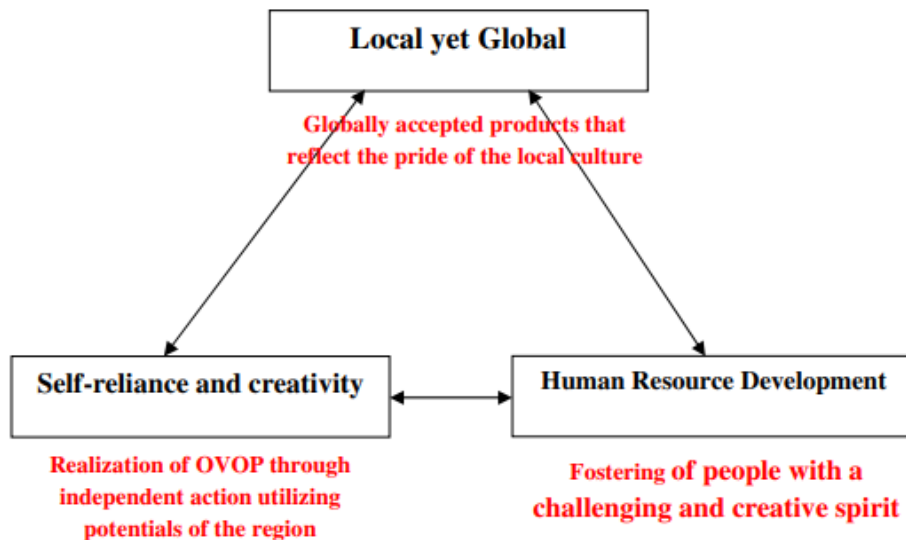 Local yet Global
Globally accepted products that
reflect the pride of the local culture
Self-reliance and creativity
Realization of OVOP through
independent action utilizing
potentials of the region
Human Resource Development
Fostering of people with a
challenging and creative spirit